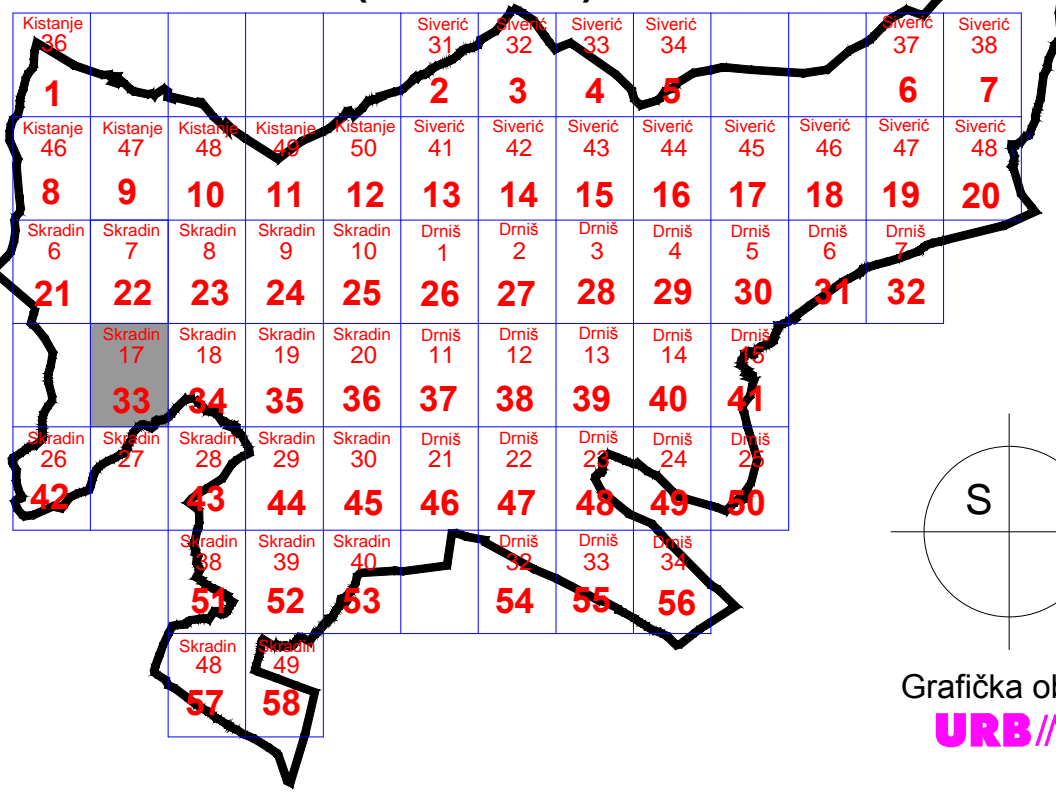 Kistanje Siverić Siverić Siverić Siverić Siverić Siverić
36 31 32 33 34 37 38
1 2 3 4 5 6 7
Kistanje Kistanje Kistanje Kistanje Kistanje Siverić Siverić Siverić Siverić Siverić Siverić Siverić Siverić
46 47 48 49 50 41 42 43 44 45 46 47 48
8 9 10 11 12 13 14 15 16 17 18 19 20
Skradin Skradin Skradin Skradin Skradin Drniš Drniš Drniš Drniš Drniš Drniš Drniš
6 7 8 9 10 1 2 3 4 5 6 7
21 22 23 24 25 26 27 28 29 30 31 32
Skradin Skradin Skradin Skradin Drniš Drniš Drniš Drniš Drniš
17 18 19 20 11 12 13 14 15
33 34 35 36 37 38 39 40 41
Skradin Skradin Skradin Skradin Skradin Drniš Drniš Drniš Drniš Drniš
26 27 28 29 30 21 22 23 24 25
42 43 44 45 46 47 48 49 50
S
Skradin Skradin Skradin Drniš Drniš Drniš
38 39 40 32 33 34
51 52 53 54 55 56
Skradin Skradin
48 49
57 58
Grafička ob
URB//